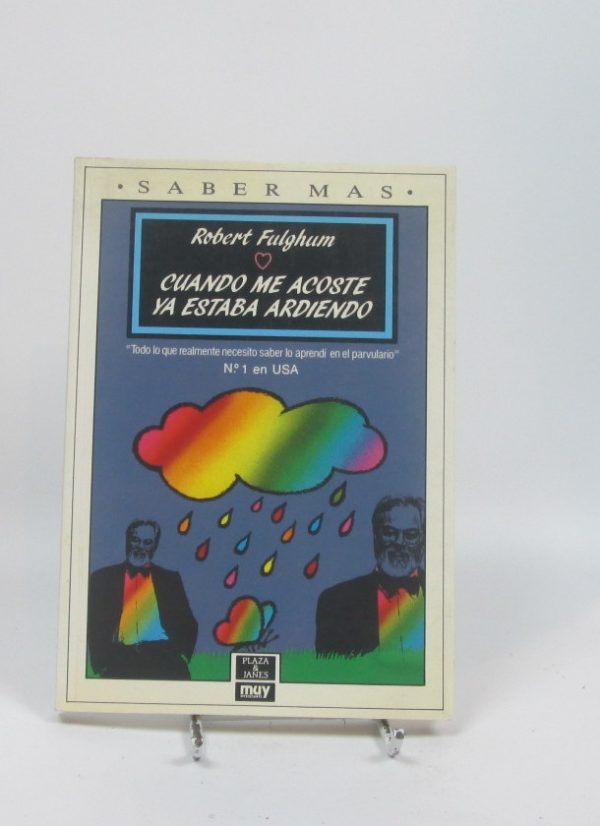 · SABER MAS ·
Robert Fulghum
CUANDO ME ACOSTE
YA ESTABA ARDIENDO
"Todo lo que realmente necesito saber lo aprendí en el parvulario"
N.º 1 en USA
PLAZA
&
JANES
muy